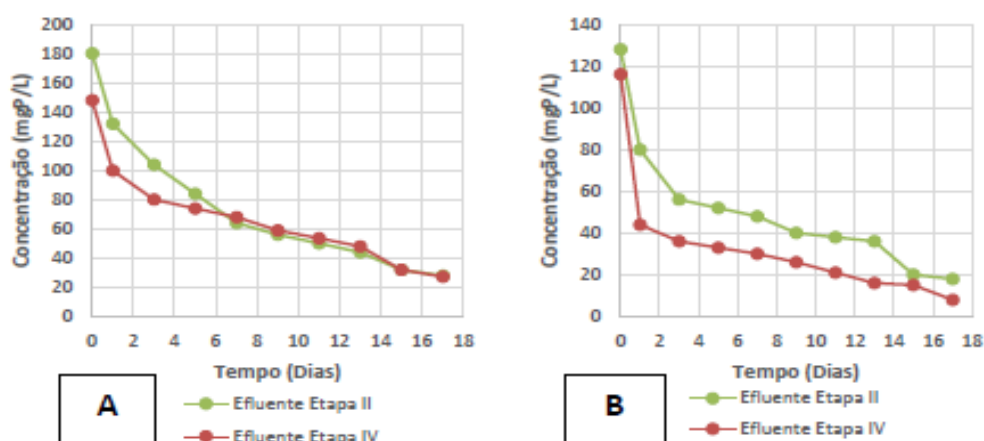 200
180
160
140
120
100
80
60
40
20
0
Concentração (mgP/L)
0 2 4 6 8 10 12 14 16 18
Tempo (Dias)
A
Efluente Etapa II
Efluente Etapa IV
140
120
100
80
60
40
20
0
Concentração (mgP/L)
0 2 4 6 8 10 12 14 16 18
Tempo (Dias)
B
Efluente Etapa II
Efluente Etapa IV